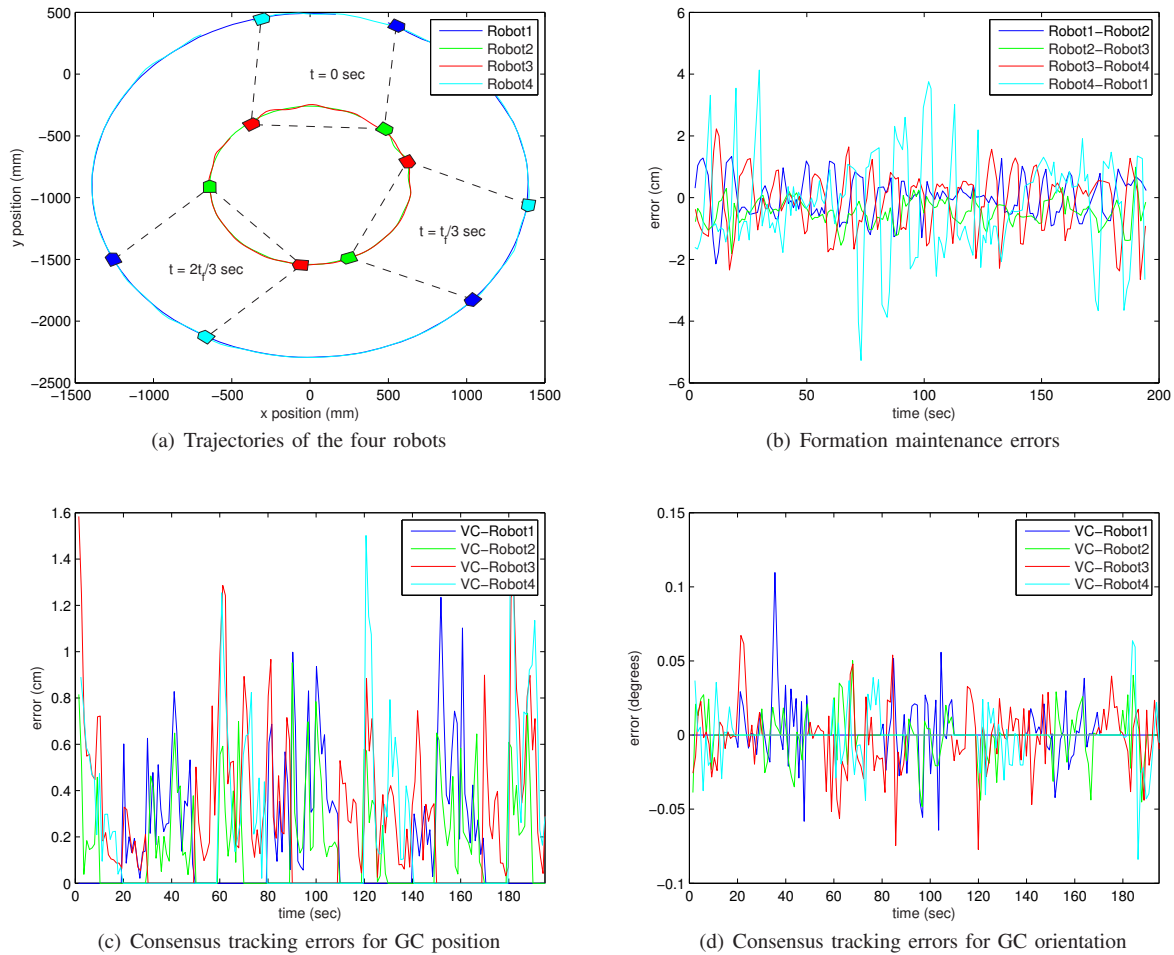 500
0
−500
−1000
−1500
−2000
−2500
−1500
−1000
−500
0
500
1000
1500
y position (mm)
x position (mm)
Robot1
Robot2
Robot3
Robot4
t = 0 sec
t = t_f/3 sec
t = 2t_f/3 sec
(a) Trajectories of the four robots
6
4
2
0
−2
−4
−6
0
50
100
150
200
error (cm)
time (sec)
Robot1−Robot2
Robot2−Robot3
Robot3−Robot4
Robot4−Robot1
(b) Formation maintenance errors
1.6
1.4
1.2
1
0.8
0.6
0.4
0.2
0
0
20
40
60
80
100
120
140
160
180
error (cm)
time (sec)
VC−Robot1
VC−Robot2
VC−Robot3
VC−Robot4
(c) Consensus tracking errors for GC position
0.15
0.1
0.05
0
−0.05
−0.1
0
20
40
60
80
100
120
140
160
180
error (degrees)
time (sec)
VC−Robot1
VC−Robot2
VC−Robot3
VC−Robot4
(d) Consensus tracking errors for GC orientation